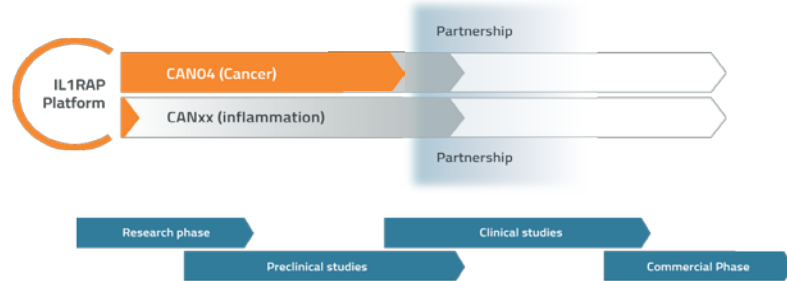 Partnership
IL1RAP
Platform
CAN04 (Cancer)
CANxx (inflammation)
Partnership
Research phase
Clinical studies
Preclinical studies
Commercial Phase